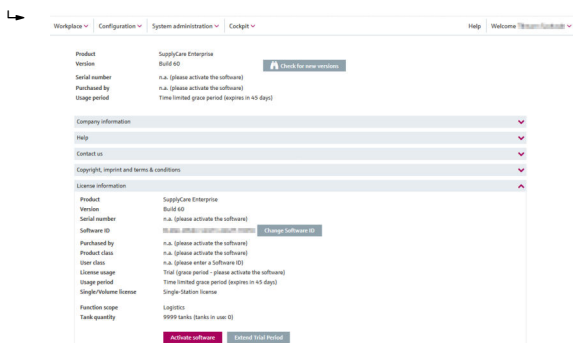 Workplace Configuration System administration Cockpit Help Welcome
Product SupplyCare Enterprise
Version Build 60 Check for new versions
Serial number n.a. (please activate the software)
Purchased by n.a. (please activate the software)
Usage period Time limited grace period (expires in 45 days)
Company information
Help
Contact us
Copyright, imprint and terms & conditions
License information
Product SupplyCare Enterprise
Version Build 60
Serial number n.a. (please activate the software)
Software ID Change Software ID
Purchased by n.a. (please activate the software)
Product class n.a. (please activate the software)
User class n.a. (please enter a Software ID)
License usage Trial (grace period - please activate the software)
Usage period Time limited grace period (expires in 45 days)
Single/Volume license Single-Station license
Function scope Logistics
Tank quantity 9999 tanks (tanks in use: 0)
Activate software Extend Trial Period